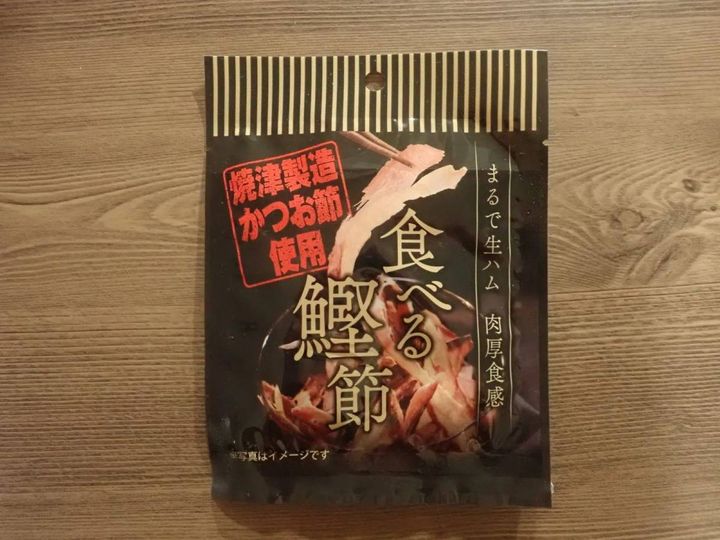 まるで生ハム 肉厚食感
食べる
鰹節
焼津製造
かつお節
使用
※写真はイメージです